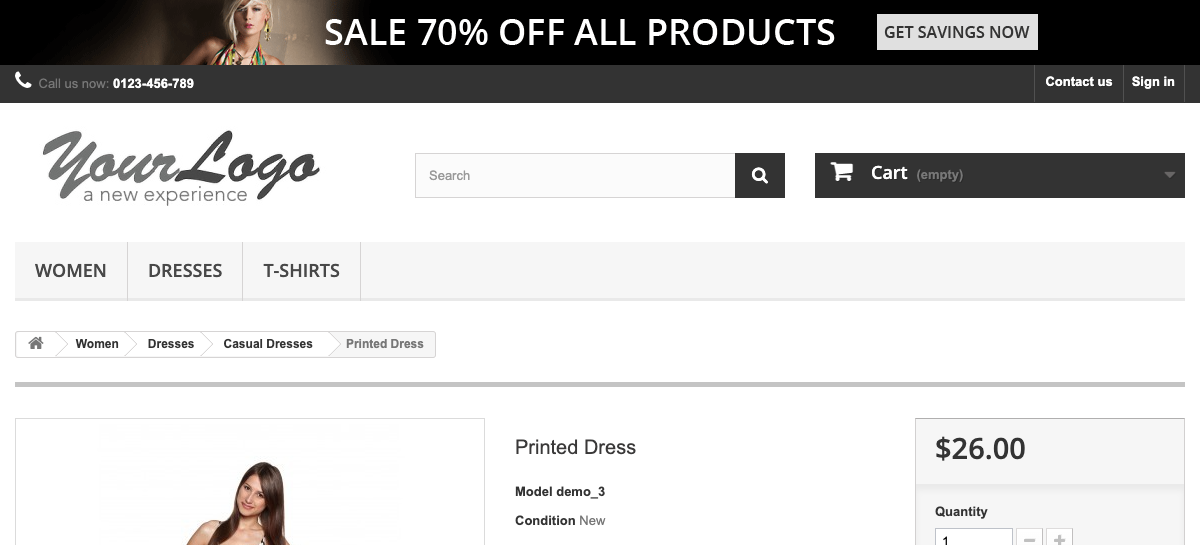 SALE 70% OFF ALL PRODUCTS GET SAVINGS NOW
Call us now: 0123-456-789 Contact us Sign in
YourLogo
a new experience
Search
Cart (empty)
WOMEN DRESSES T-SHIRTS
Women Dresses Casual Dresses Printed Dress
Printed Dress
Model demo_3
Condition New
$26.00
Quantity
1